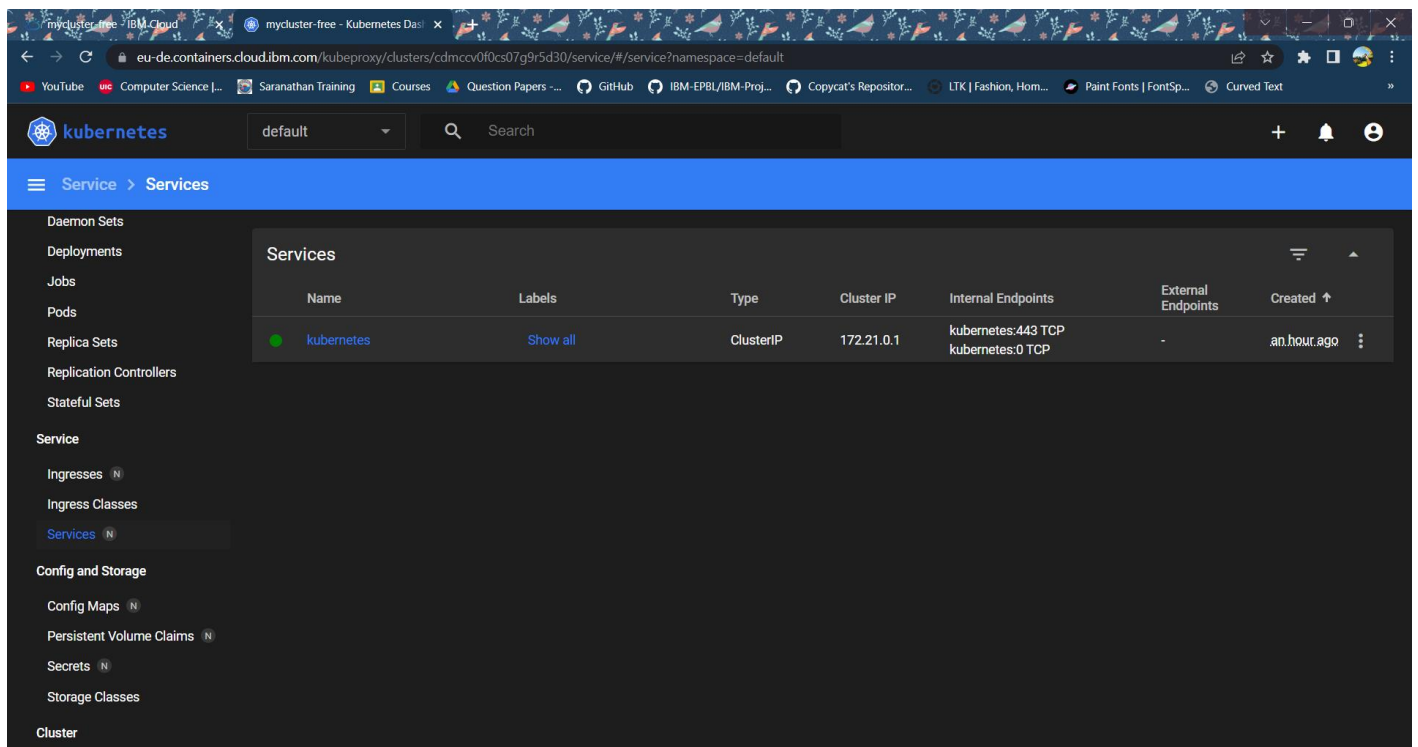 mycluster-free - IBM Cloud
mycluster-free - Kubernetes Das
eu-de.containers.cloud.ibm.com/kubeproxy/clusters/cdmccv0f0cs07g9r5d30/service/#/service?namespace=default
YouTube
Computer Science |...
Saranathan Training
Courses
Question Papers -...
GitHub
IBM-EPBL/IBM-Proj...
Copycat's Repositor...
LTK | Fashion, Hom...
Paint Fonts | FontSp...
Curved Text
»
kubernetes
default
Search
Service > Services
Daemon Sets
Deployments
Jobs
Pods
Replica Sets
Replication Controllers
Stateful Sets
Service
Ingresses N
Ingress Classes
Services N
Config and Storage
Config Maps N
Persistent Volume Claims N
Secrets N
Storage Classes
Cluster
Services
Name Labels Type Cluster IP Internal Endpoints External Endpoints Created
kubernetes Show all ClusterIP 172.21.0.1 kubernetes:443 TCP - an hour ago
kubernetes:0 TCP